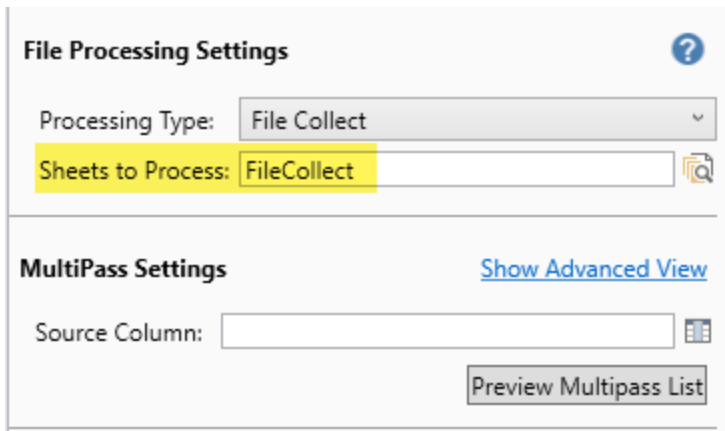 File Processing Settings ?
Processing Type: File Collect
Sheets to Process: FileCollect
MultiPass Settings Show Advanced View
Source Column:
Preview Multipass List